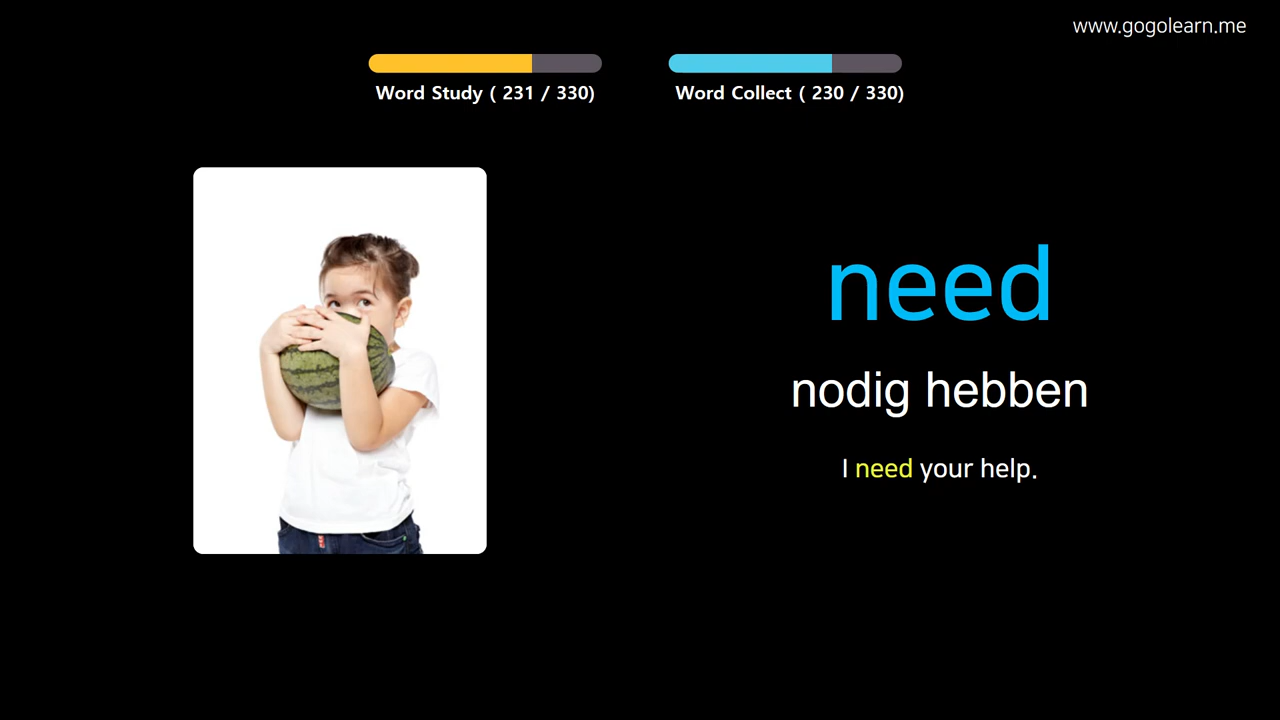 www.gogolearn.me
Word Study ( 231 / 330)
Word Collect ( 230 / 330)
need
nodig hebben
I need your help.